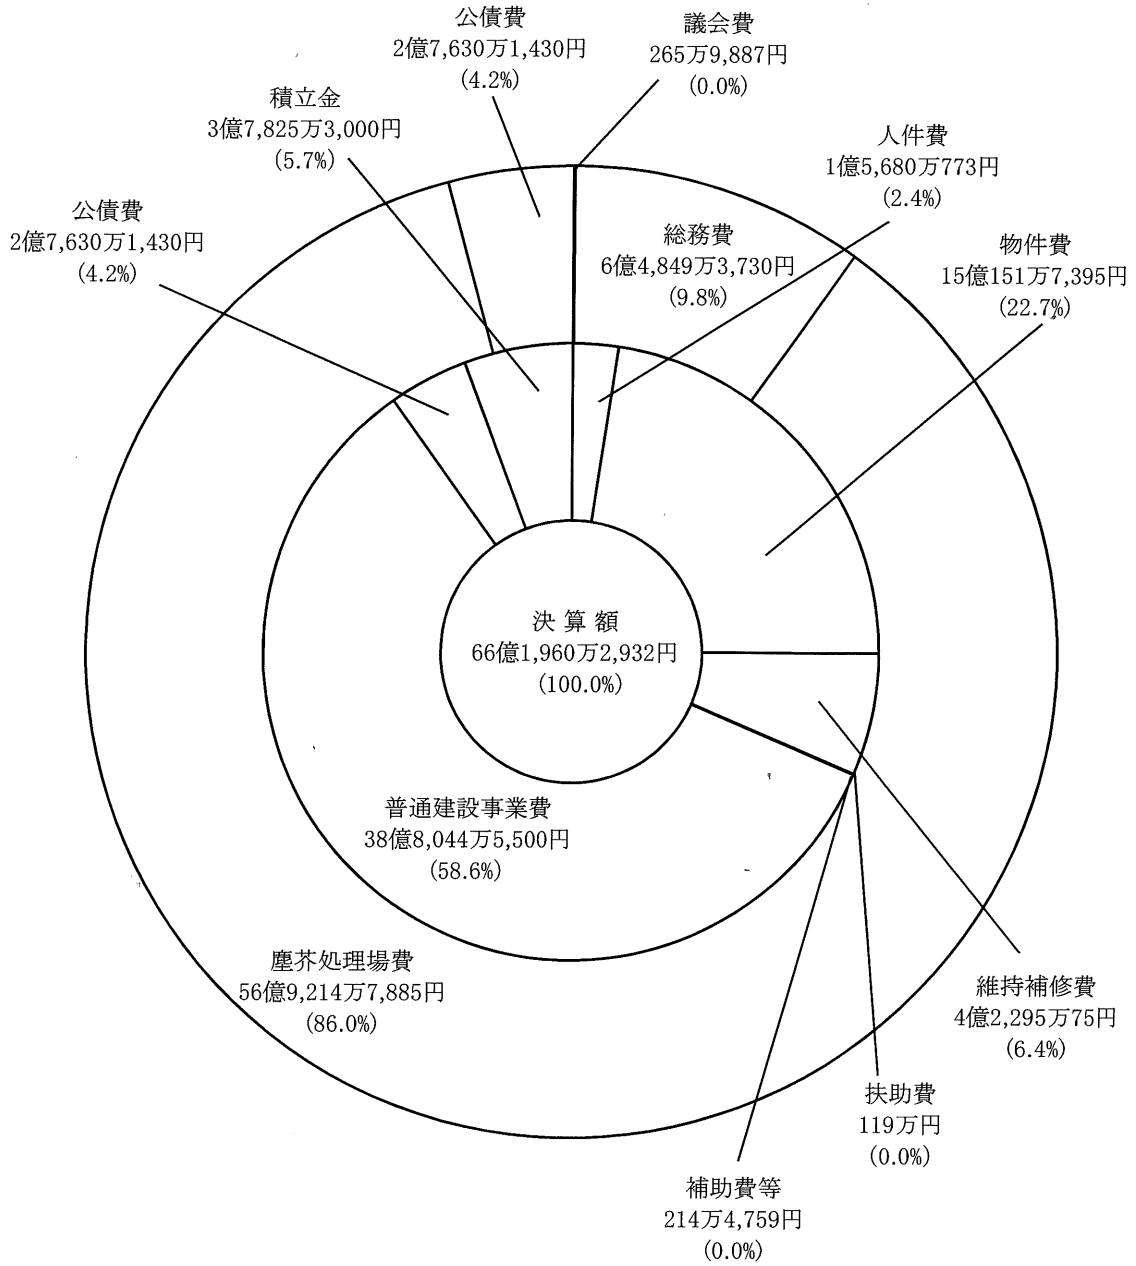 公債費
2億7,630万1,430円
(4.2%)
議会費
265万9,887円
(0.0%)
積立金
3億7,825万3,000円
(5.7%)
人件費
1億5,680万773円
(2.4%)
公債費
2億7,630万1,430円
(4.2%)
総務費
6億4,849万3,730円
(9.8%)
物件費
15億151万7,395円
(22.7%)
決算額
66億1,960万2,932円
(100.0%)
普通建設事業費
38億8,044万5,500円
(58.6%)
塵芥処理場費
56億9,214万7,885円
(86.0%)
維持補修費
4億2,295万75円
(6.4%)
扶助費
119万円
(0.0%)
補助費等
214万4,759円
(0.0%)